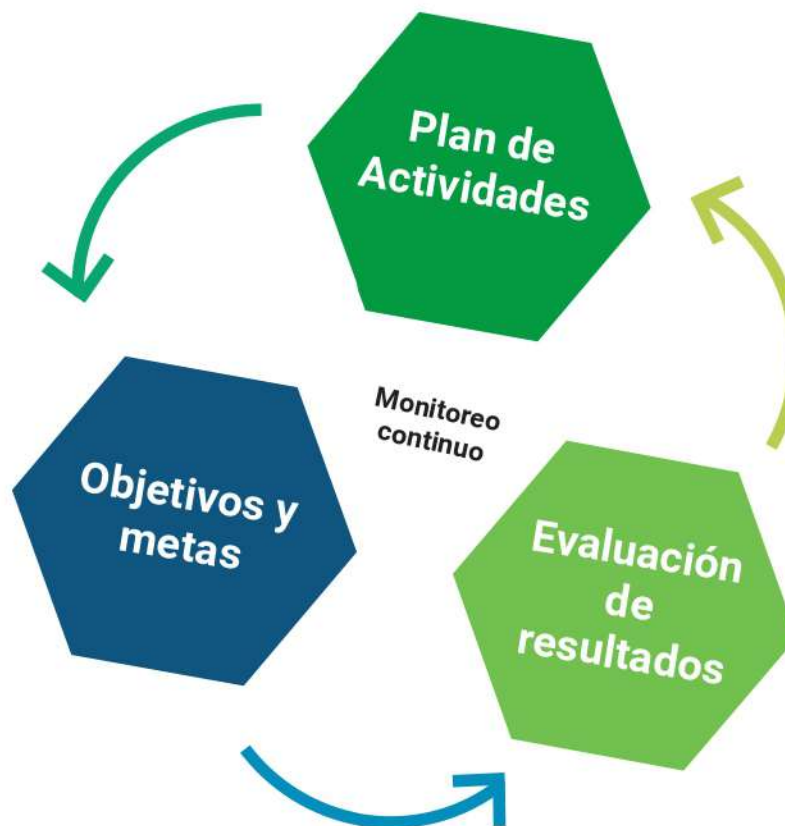 Plan de
Actividades
Monitoreo
continuo
Objetivos y
metas
Evaluación
de
resultados